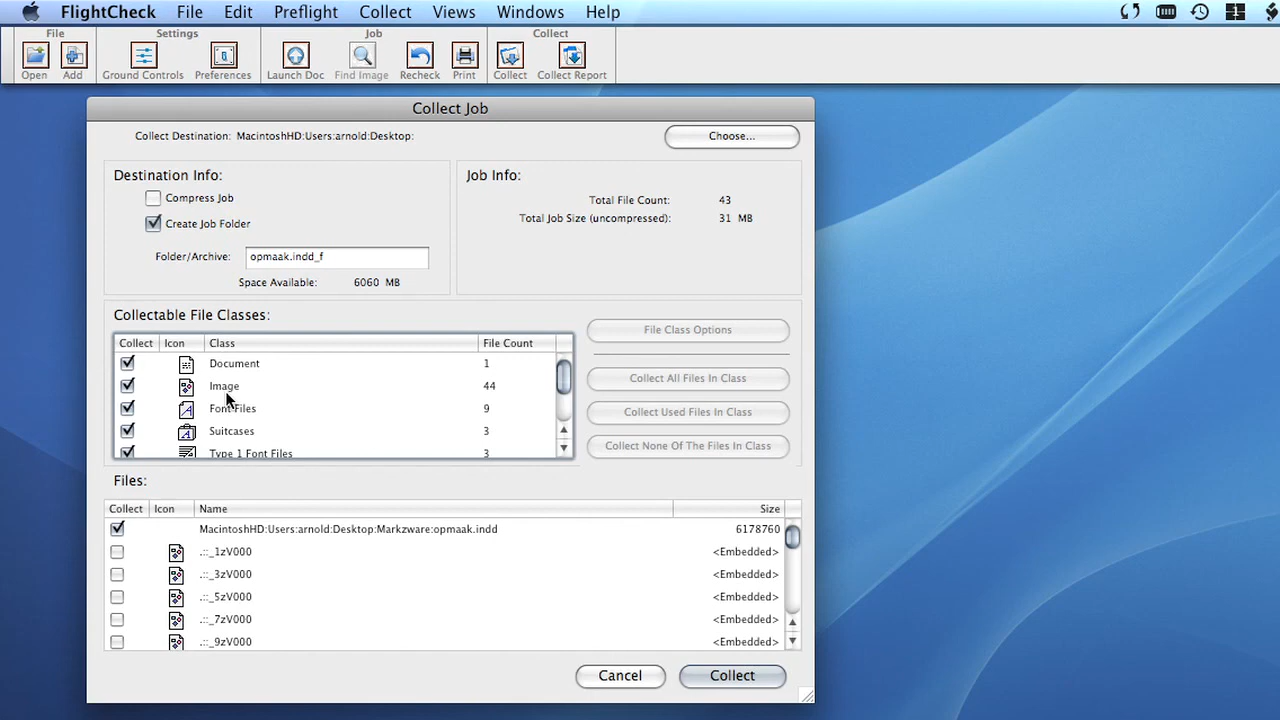 FlightCheck File Edit Preflight Collect Views Windows Help
File Settings Job Collect
Open Add Ground Controls Preferences Launch Doc Find Image Recheck Print Collect Collect Report
Collect Job
Collect Destination: MacintoshHD:Users:arnold:Desktop: Choose...
Destination Info:
Compress Job
Create Job Folder
Folder/Archive: opmaak.indd_f
Space Available: 6060 MB
Job Info:
Total File Count: 43
Total Job Size (uncompressed): 31 MB
Collectable File Classes:
Collect Icon Class File Count
Document 1
Image 44
Font Files 9
Suitcases 3
Type 1 Font Files 3
File Class Options
Collect All Files In Class
Collect Used Files In Class
Collect None Of The Files In Class
Files:
Collect Icon Name Size
MacintoshHD:Users:arnold:Desktop:Markzware:opmaak.indd 6178760
.::_1zV000 <Embedded>
.::_3zV000 <Embedded>
.::_5zV000 <Embedded>
.::_7zV000 <Embedded>
.::_9zV000 <Embedded>
Cancel Collect